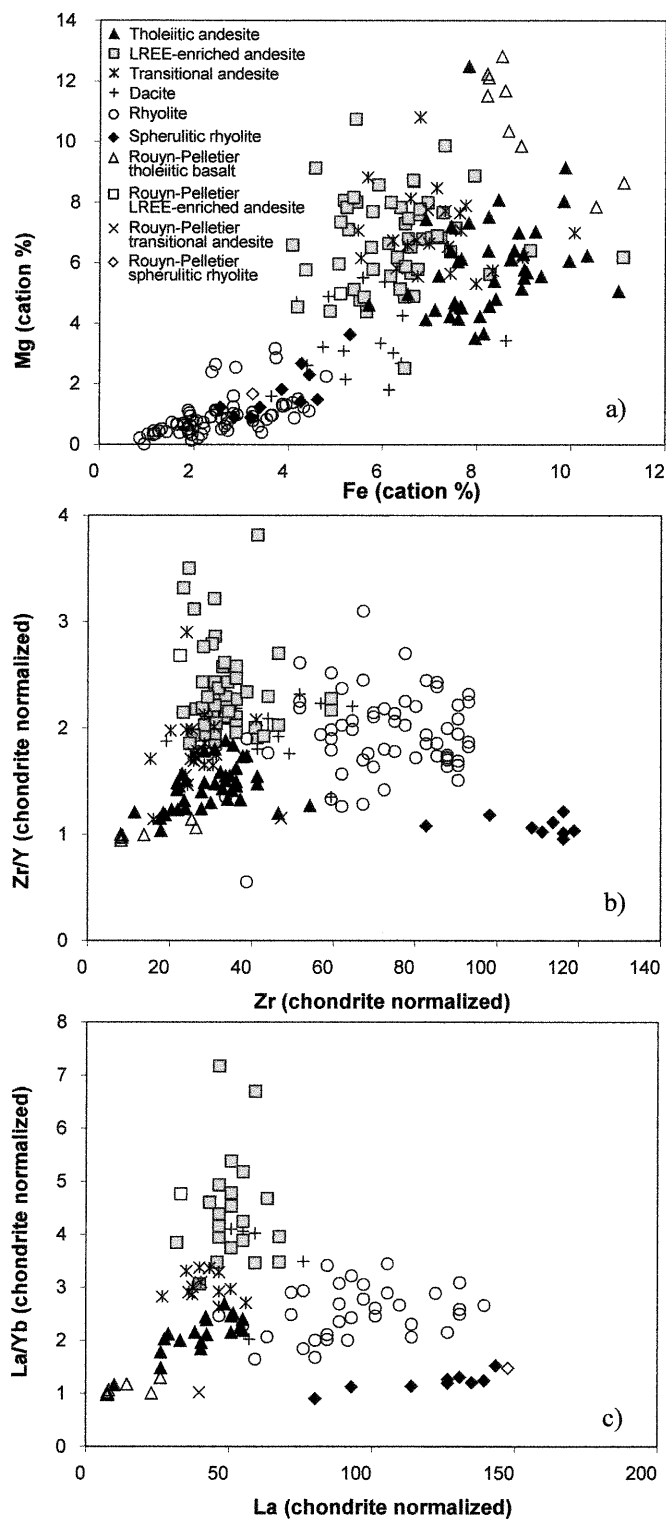 14
12
10
8
6
4
2
0
Mg (cation %)
Tholeiitic andesite
LREE-enriched andesite
Transitional andesite
Dacite
Rhyolite
Spherulitic rhyolite
Rouyn-Pelletier
tholeiitic basalt
Rouyn-Pelletier
LREE-enriched andesite
Rouyn-Pelletier
transitional andesite
Rouyn-Pelletier
spherulitic rhyolite
a)
0 2 4 6 8 10 12
Fe (cation %)
4
3
2
1
0
Zr/Y (chondrite normalized)
b)
0 20 40 60 80 100 120 140
Zr (chondrite normalized)
8
7
6
5
4
3
2
1
0
La/Yb (chondrite normalized)
c)
0 50 100 150 200
La (chondrite normalized)